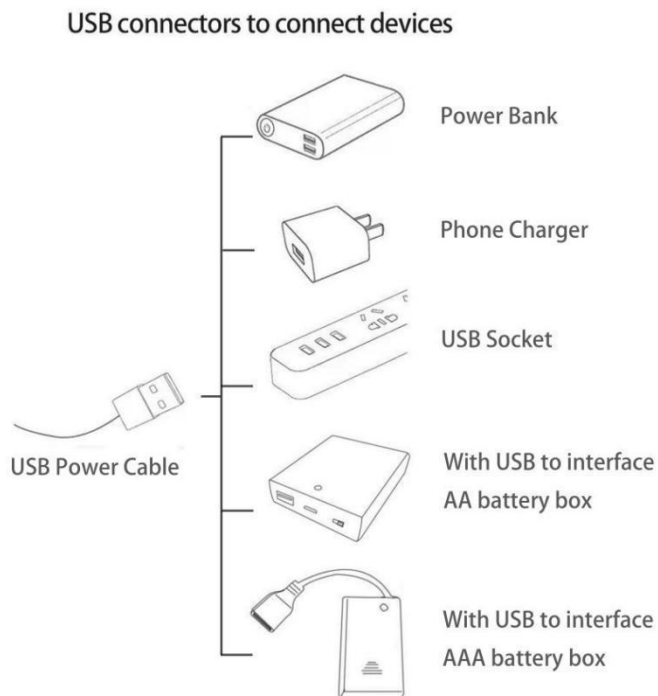 USB connectors to connect devices
Power Bank
Phone Charger
USB Socket
USB Power Cable
With USB to interface
AA battery box
With USB to interface
AAA battery box